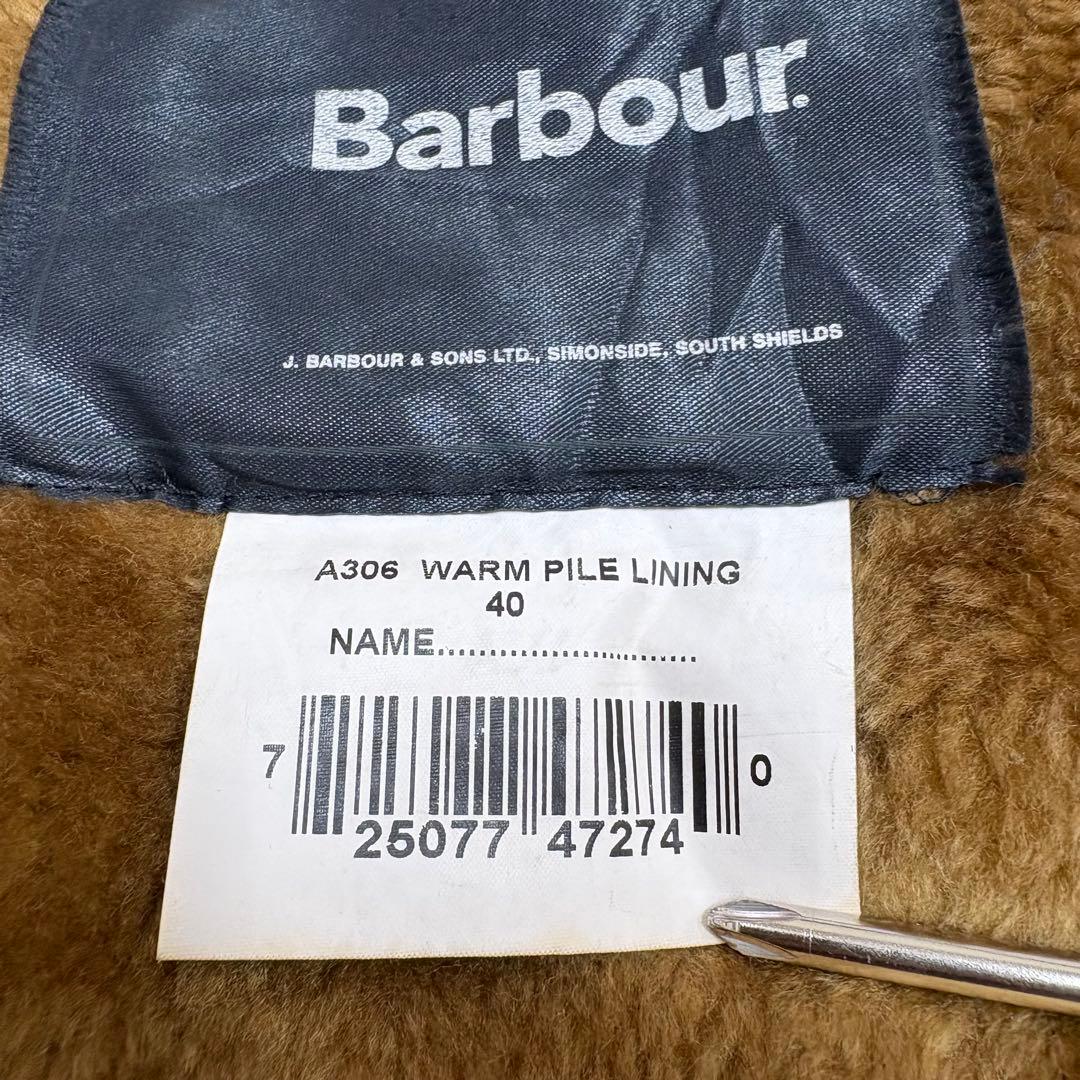 Barbour.
J. BARBOUR & SONS LTD., SIMONSIDE, SOUTH SHIELDS
A306 WARM PILE LINING
40
NAME..............................
7 25077 47274 0